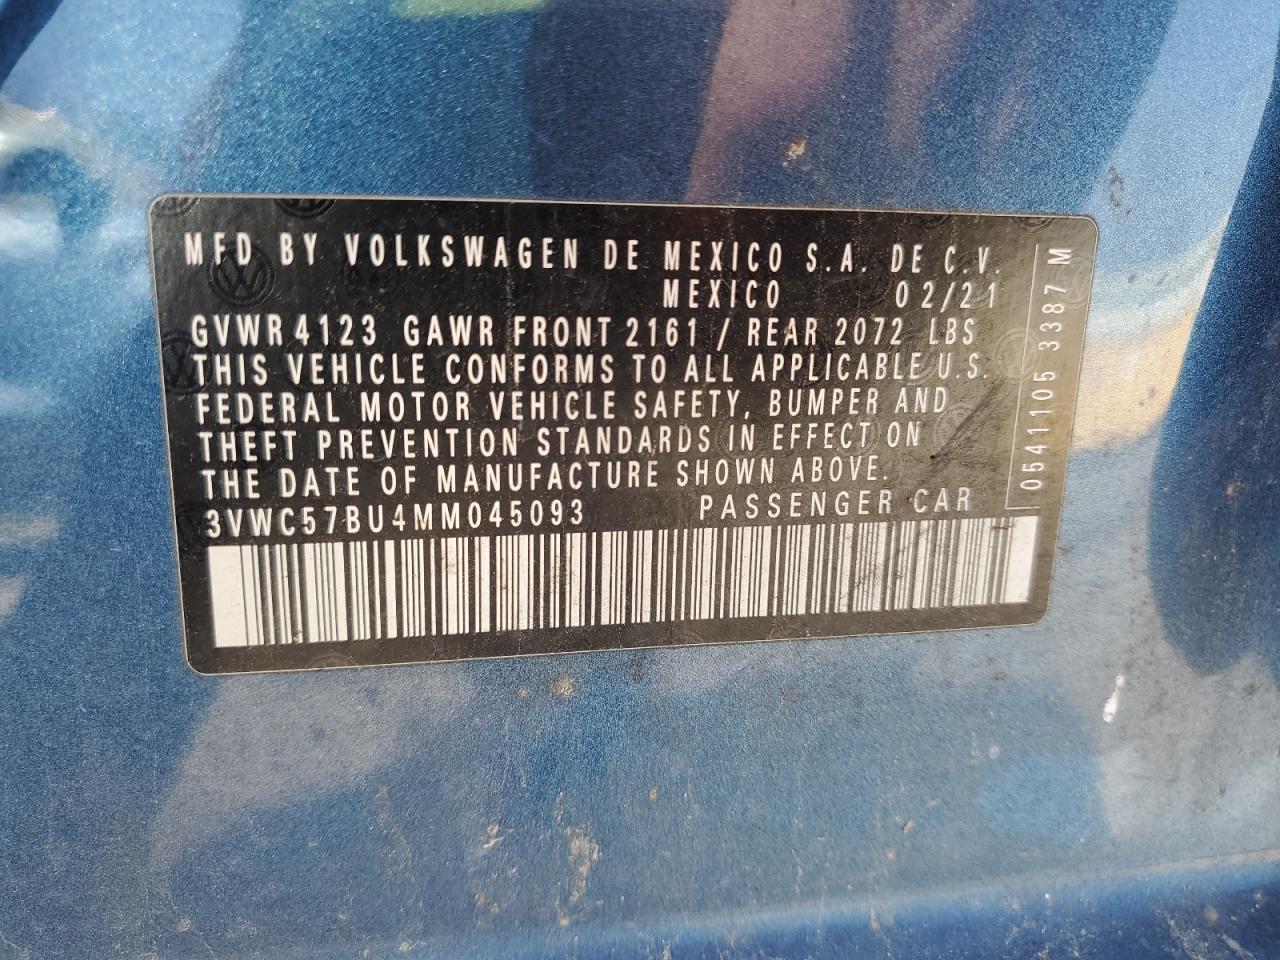 MFD BY VOLKSWAGEN DE MEXICO S.A. DE C.V.
MEXICO 02/21
GVWR 4123 GAWR FRONT 2161 / REAR 2072 LBS
THIS VEHICLE CONFORMS TO ALL APPLICABLE U.S.
FEDERAL MOTOR VEHICLE SAFETY, BUMPER AND
THEFT PREVENTION STANDARDS IN EFFECT ON
THE DATE OF MANUFACTURE SHOWN ABOVE.
3VWC57BU4MM045093 PASSENGER CAR
0541105 3387 M